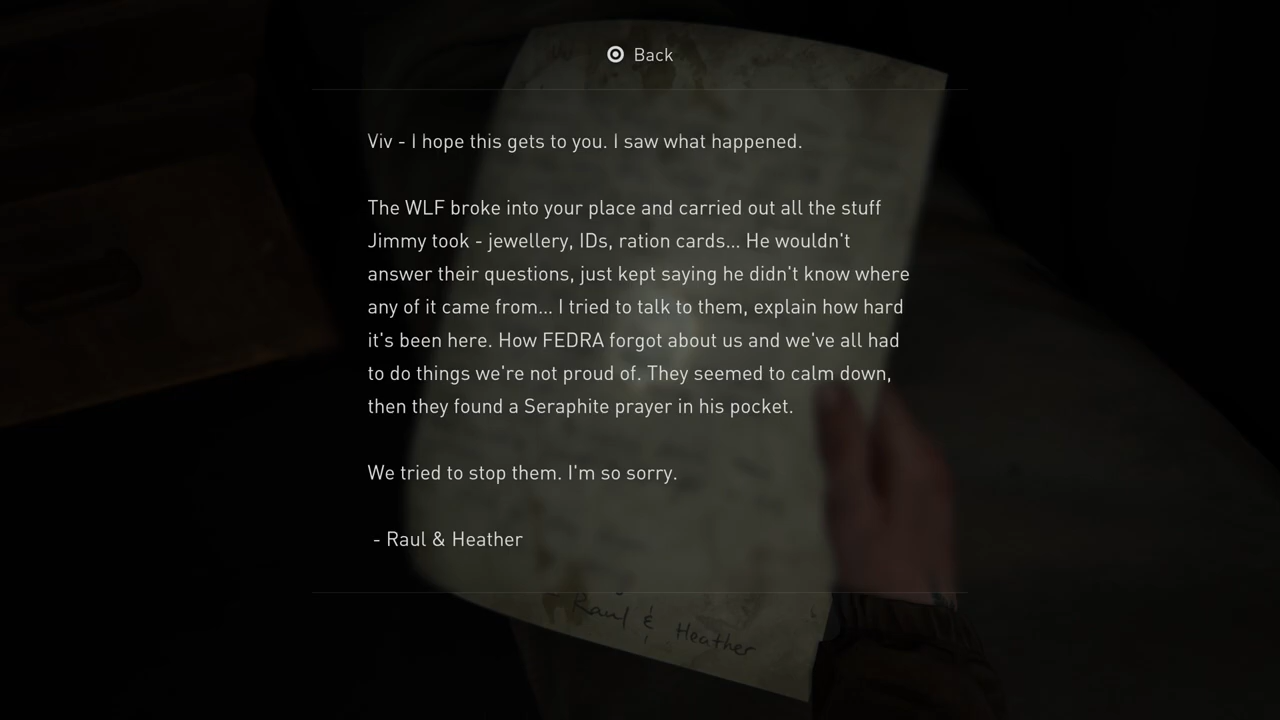 Back
Viv - I hope this gets to you. I saw what happened.
The WLF broke into your place and carried out all the stuff
Jimmy took - jewellery, IDs, ration cards... He wouldn't
answer their questions, just kept saying he didn't know where
any of it came from... I tried to talk to them, explain how hard
it's been here. How FEDRA forgot about us and we've all had
to do things we're not proud of. They seemed to calm down,
then they found a Seraphite prayer in his pocket.
We tried to stop them. I'm so sorry.
- Raul & Heather
Raul & Heather